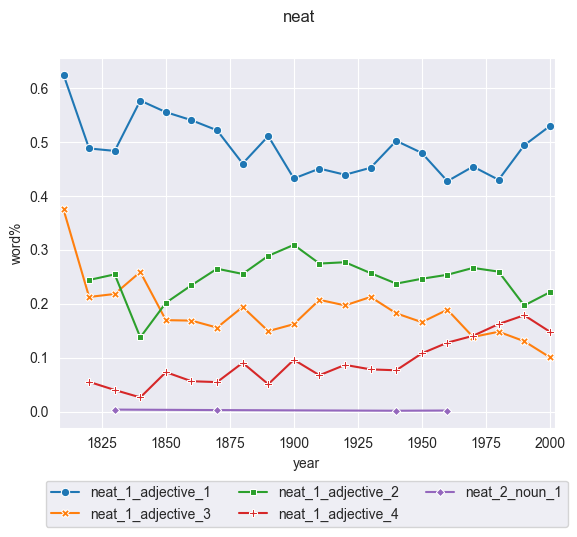 neat
0.6
0.5
0.4
0.3
0.2
0.1
0.0
word%
1825 1850 1875 1900 1925 1950 1975 2000
year
neat_1_adjective_1 neat_1_adjective_2 neat_2_noun_1
neat_1_adjective_3 neat_1_adjective_4